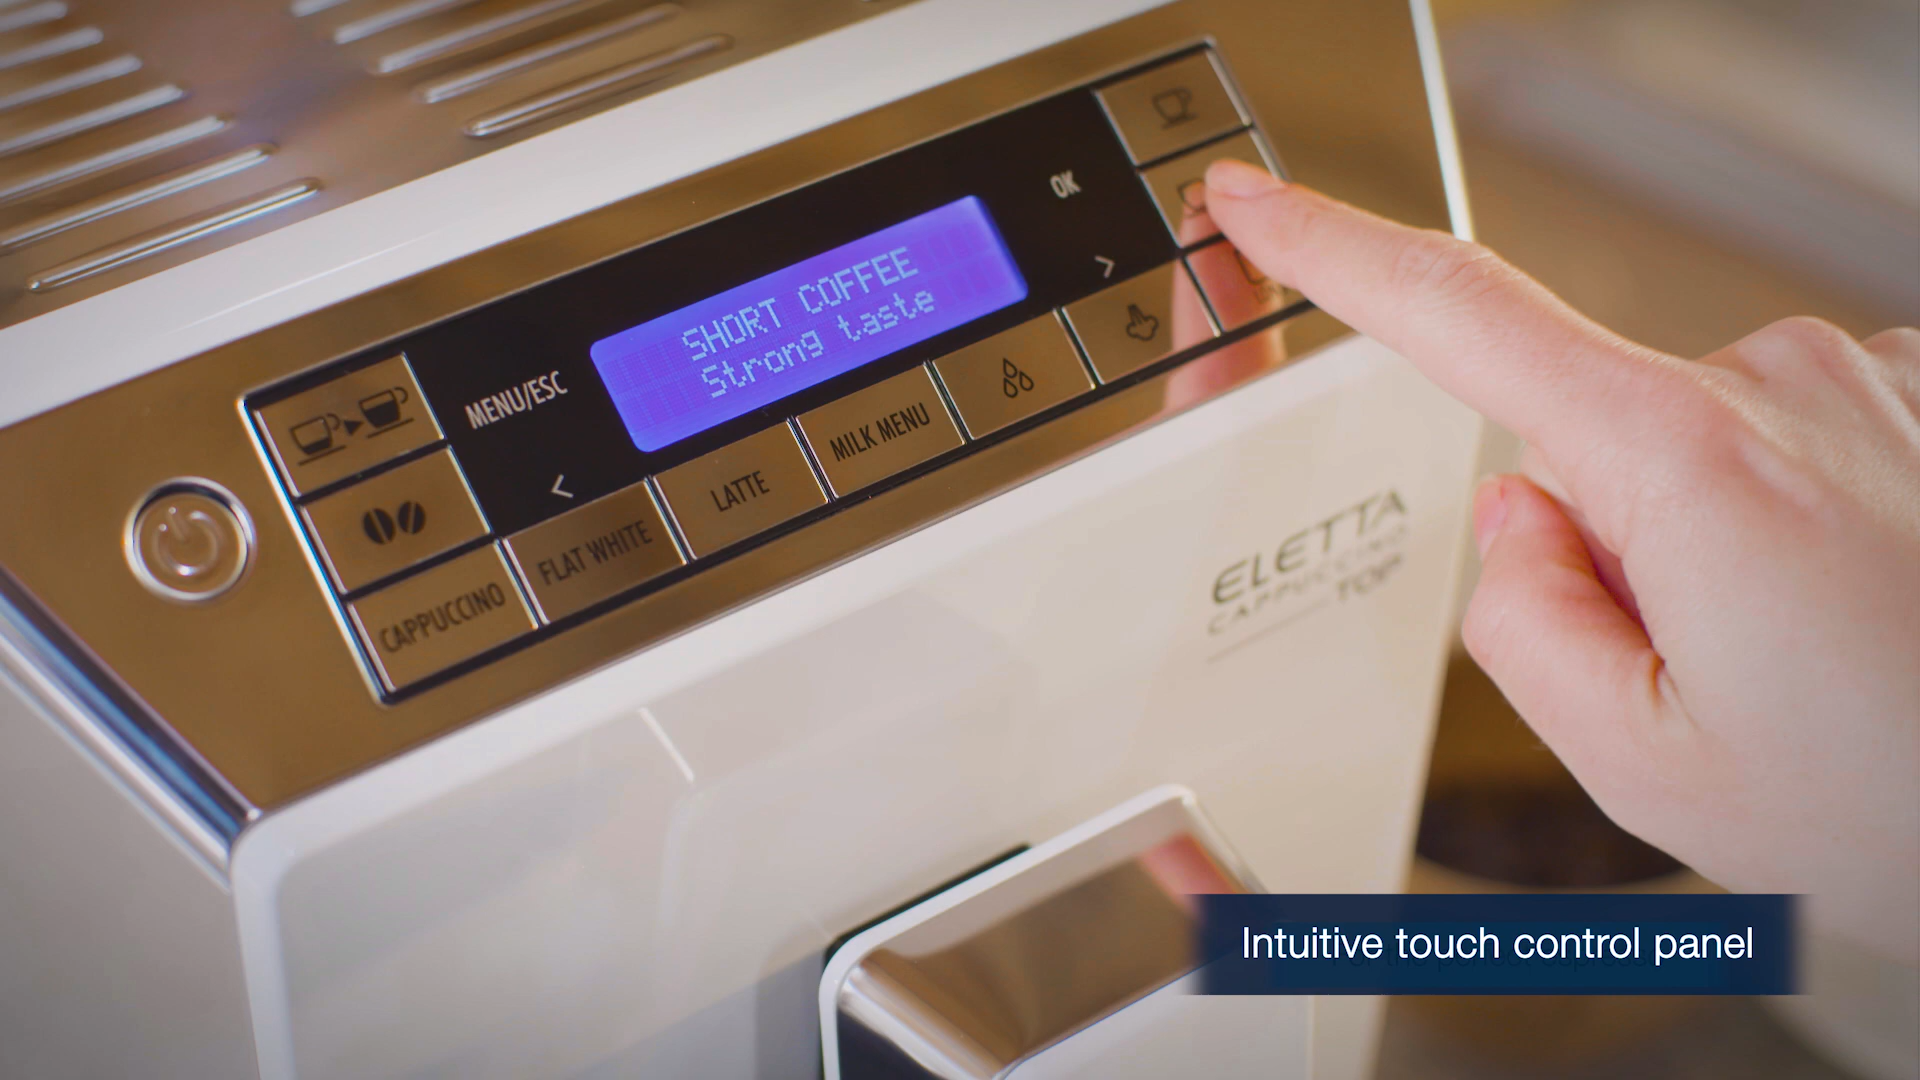 OK
SHORT COFFEE
Strong taste
MENU/ESC
<
>
CAPPUCCINO
FLAT WHITE
LATTE
MILK MENU
ELETTA
CAPPUCCINO
TOP
Intuitive touch control panel